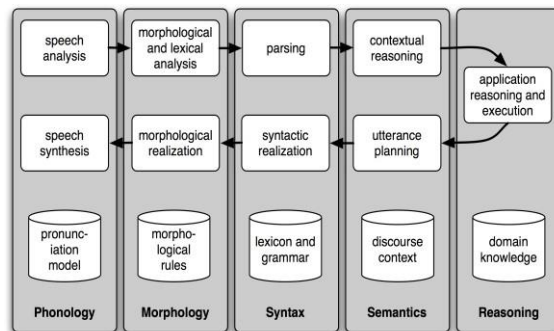 speech
analysis
morphological
and lexical
analysis
parsing
contextual
reasoning
application
reasoning and
execution
speech
synthesis
morphological
realization
syntactic
realization
utterance
planning
pronunc-
iation
model
morpho-
logical
rules
lexicon and
grammar
discourse
context
domain
knowledge
Phonology
Morphology
Syntax
Semantics
Reasoning